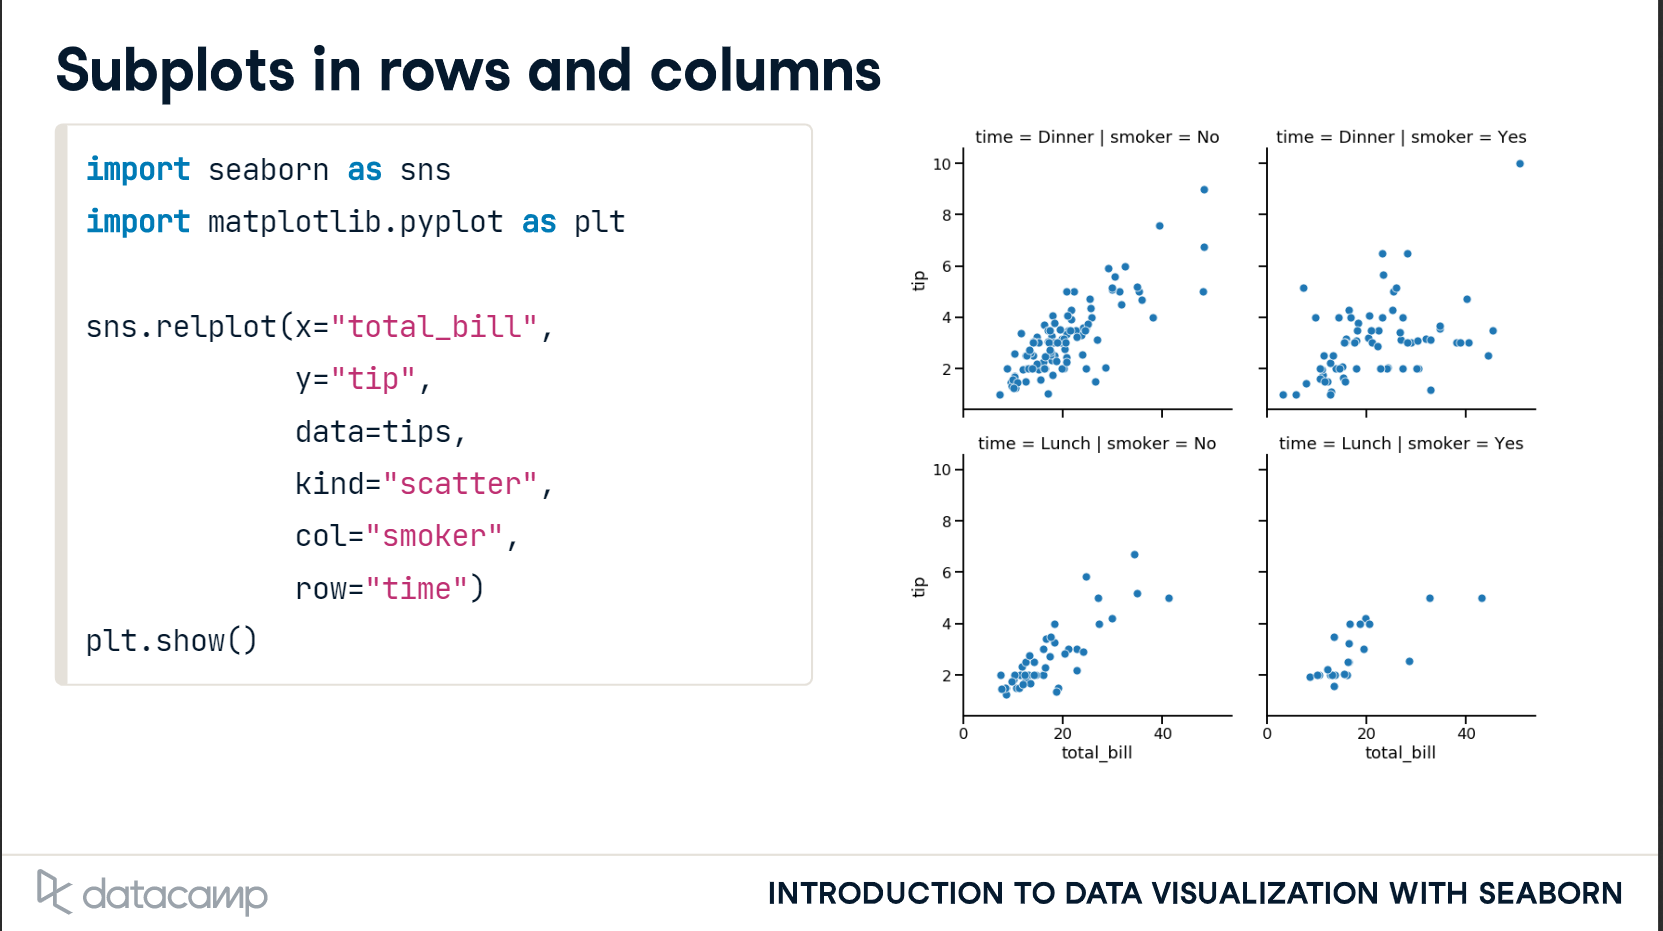 Subplots in rows and columns
import seaborn as sns
import matplotlib.pyplot as plt
sns.relplot(x="total_bill",
y="tip",
data=tips,
kind="scatter",
col="smoker",
row="time")
plt.show()
time = Dinner | smoker = No
time = Dinner | smoker = Yes
10
8
6
4
2
tip
time = Lunch | smoker = No
time = Lunch | smoker = Yes
10
8
6
4
2
tip
0 20 40
total_bill
0 20 40
total_bill
datacamp
INTRODUCTION TO DATA VISUALIZATION WITH SEABORN